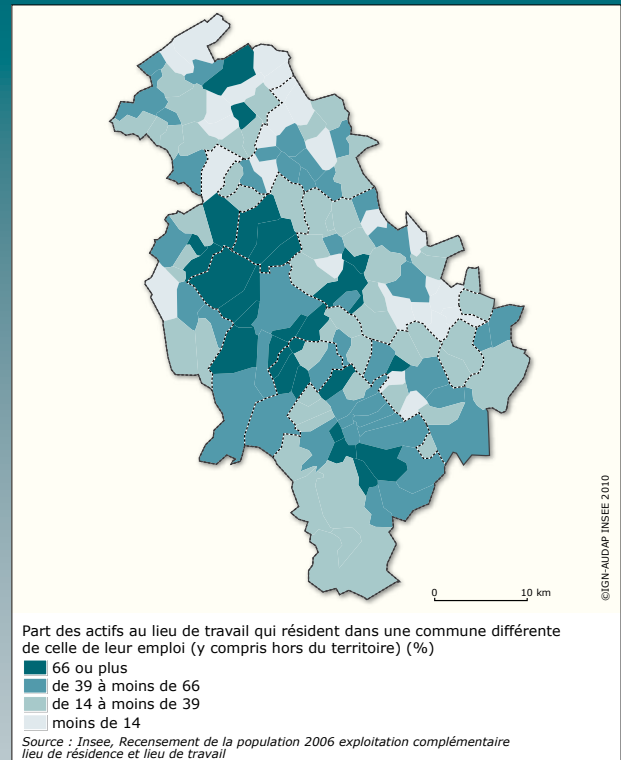 ©IGN-AUDAP INSEE 2010
0 10 km
Part des actifs au lieu de travail qui résident dans une commune différente
de celle de leur emploi (y compris hors du territoire) (%)
66 ou plus
de 39 à moins de 66
de 14 à moins de 39
moins de 14
Source : Insee, Recensement de la population 2006 exploitation complémentaire
lieu de résidence et lieu de travail